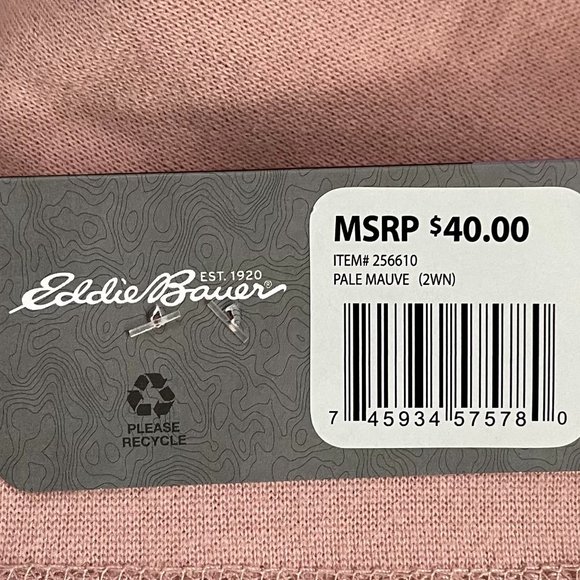 EST. 1920
Eddie Bauer®
PLEASE
RECYCLE
MSRP $40.00
ITEM# 256610
PALE MAUVE (2WN)
7 45934 57578 0